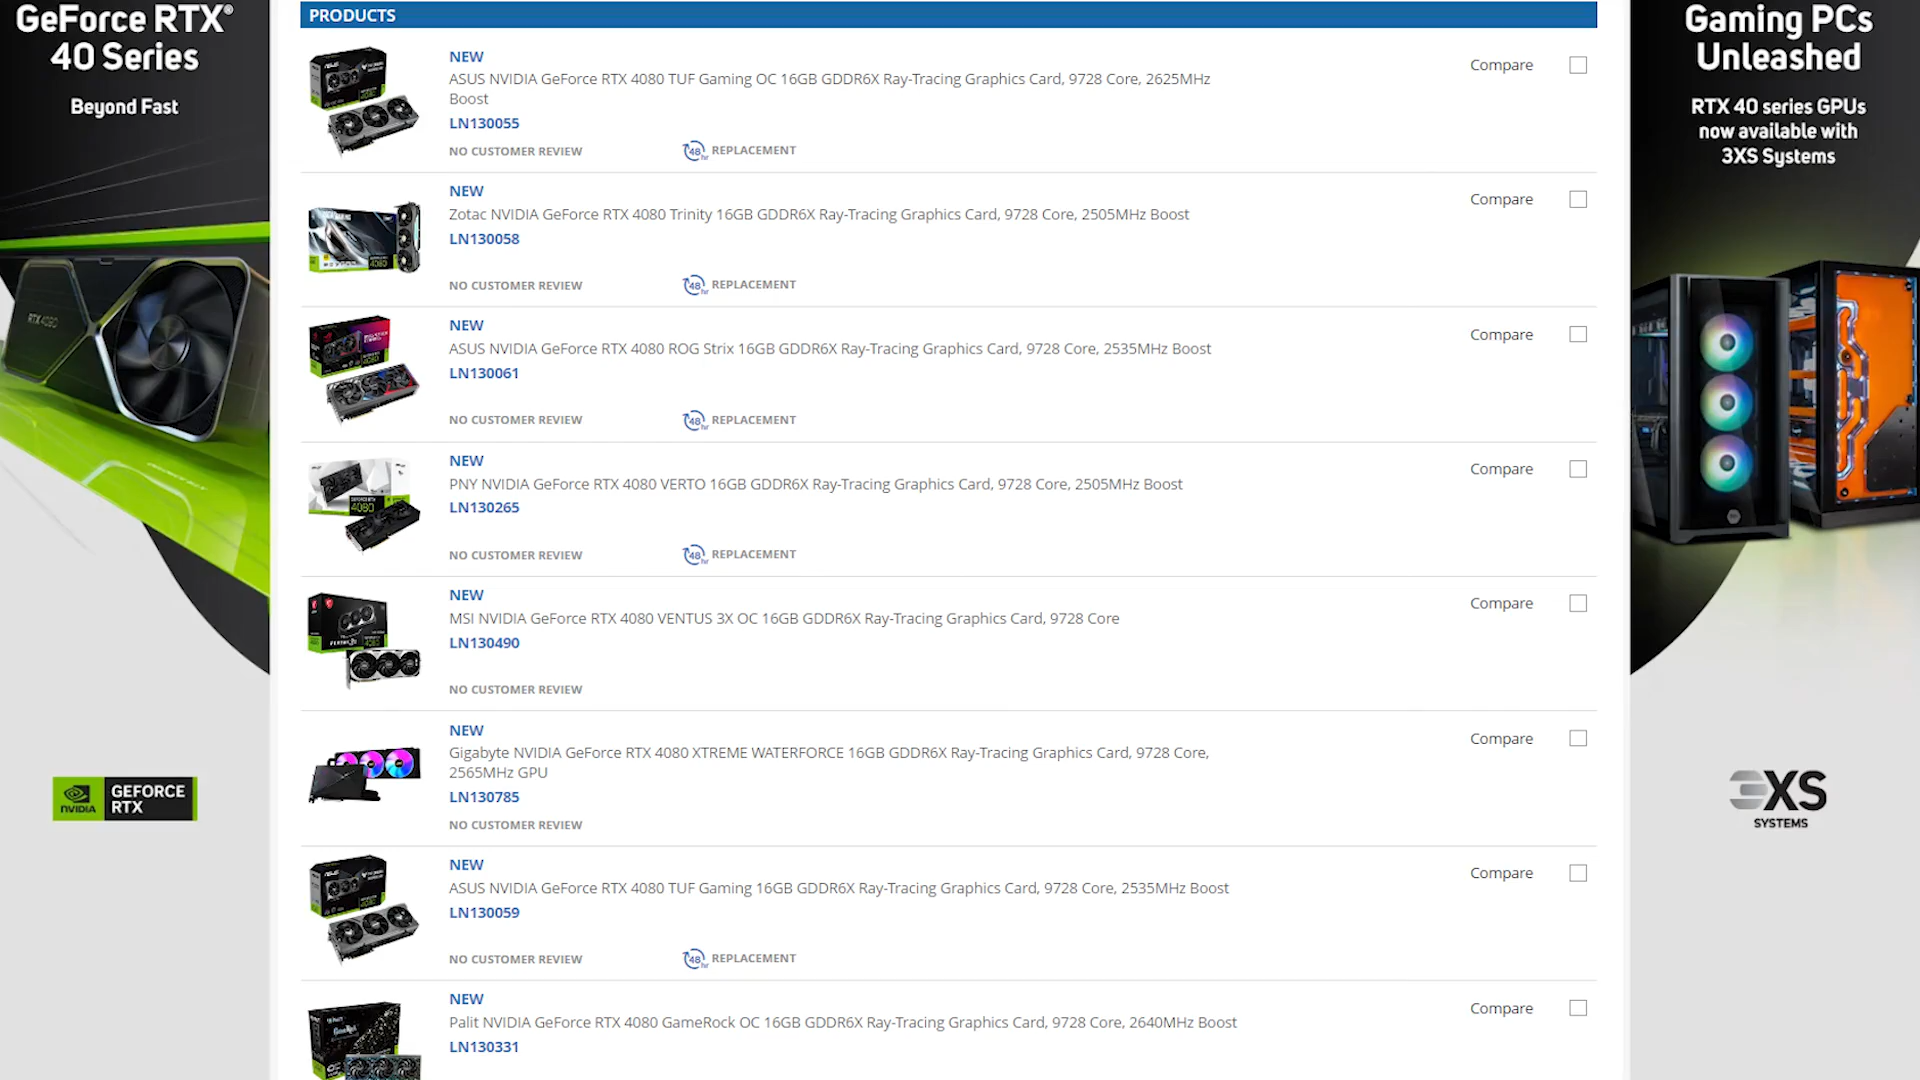 GeForce RTX®
40 Series
Beyond Fast
RTX 4080
NVIDIA
GEFORCE
RTX
PRODUCTS
NEW
ASUS NVIDIA GeForce RTX 4080 TUF Gaming OC 16GB GDDR6X Ray-Tracing Graphics Card, 9728 Core, 2625MHz
Boost
LN130055
NO CUSTOMER REVIEW
48hr REPLACEMENT
Compare
NEW
Zotac NVIDIA GeForce RTX 4080 Trinity 16GB GDDR6X Ray-Tracing Graphics Card, 9728 Core, 2505MHz Boost
LN130058
NO CUSTOMER REVIEW
48hr REPLACEMENT
Compare
NEW
ASUS NVIDIA GeForce RTX 4080 ROG Strix 16GB GDDR6X Ray-Tracing Graphics Card, 9728 Core, 2535MHz Boost
LN130061
NO CUSTOMER REVIEW
48hr REPLACEMENT
Compare
NEW
PNY NVIDIA GeForce RTX 4080 VERTO 16GB GDDR6X Ray-Tracing Graphics Card, 9728 Core, 2505MHz Boost
LN130265
NO CUSTOMER REVIEW
48hr REPLACEMENT
Compare
NEW
MSI NVIDIA GeForce RTX 4080 VENTUS 3X OC 16GB GDDR6X Ray-Tracing Graphics Card, 9728 Core
LN130490
NO CUSTOMER REVIEW
Compare
NEW
Gigabyte NVIDIA GeForce RTX 4080 XTREME WATERFORCE 16GB GDDR6X Ray-Tracing Graphics Card, 9728 Core,
2565MHz GPU
LN130785
NO CUSTOMER REVIEW
Compare
NEW
ASUS NVIDIA GeForce RTX 4080 TUF Gaming 16GB GDDR6X Ray-Tracing Graphics Card, 9728 Core, 2535MHz Boost
LN130059
NO CUSTOMER REVIEW
48hr REPLACEMENT
Compare
NEW
Palit NVIDIA GeForce RTX 4080 GameRock OC 16GB GDDR6X Ray-Tracing Graphics Card, 9728 Core, 2640MHz Boost
LN130331
Compare
Gaming PCs
Unleashed
RTX 40 series GPUs
now available with
3XS Systems
3XS
SYSTEMS